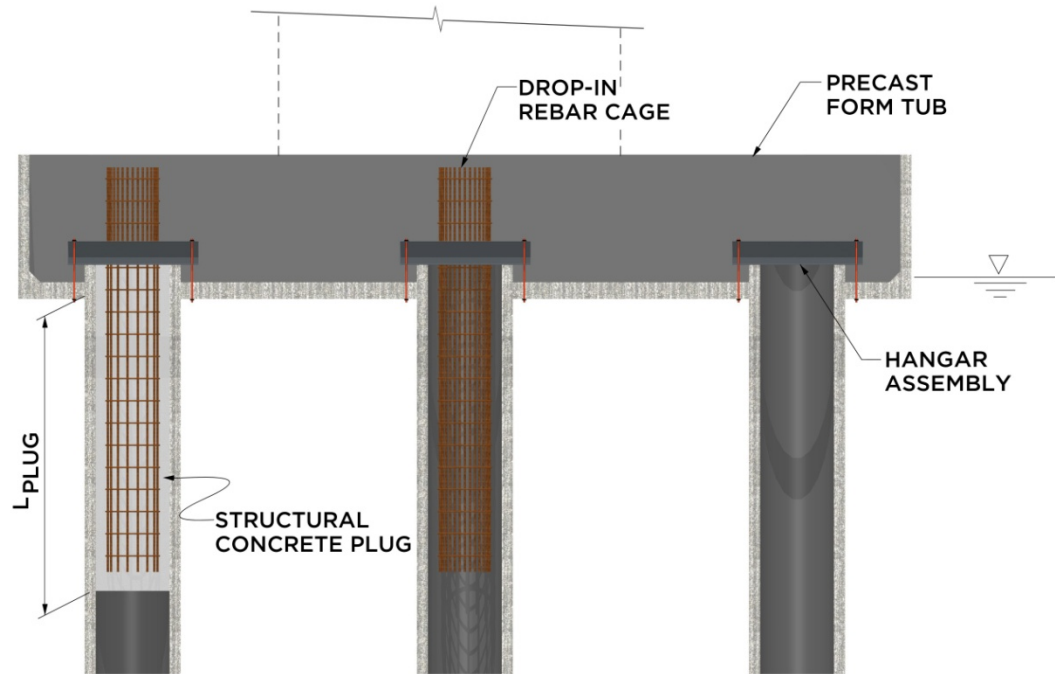 DROP-IN
REBAR CAGE
PRECAST
FORM TUB
HANGAR
ASSEMBLY
LPLUG
STRUCTURAL
CONCRETE PLUG